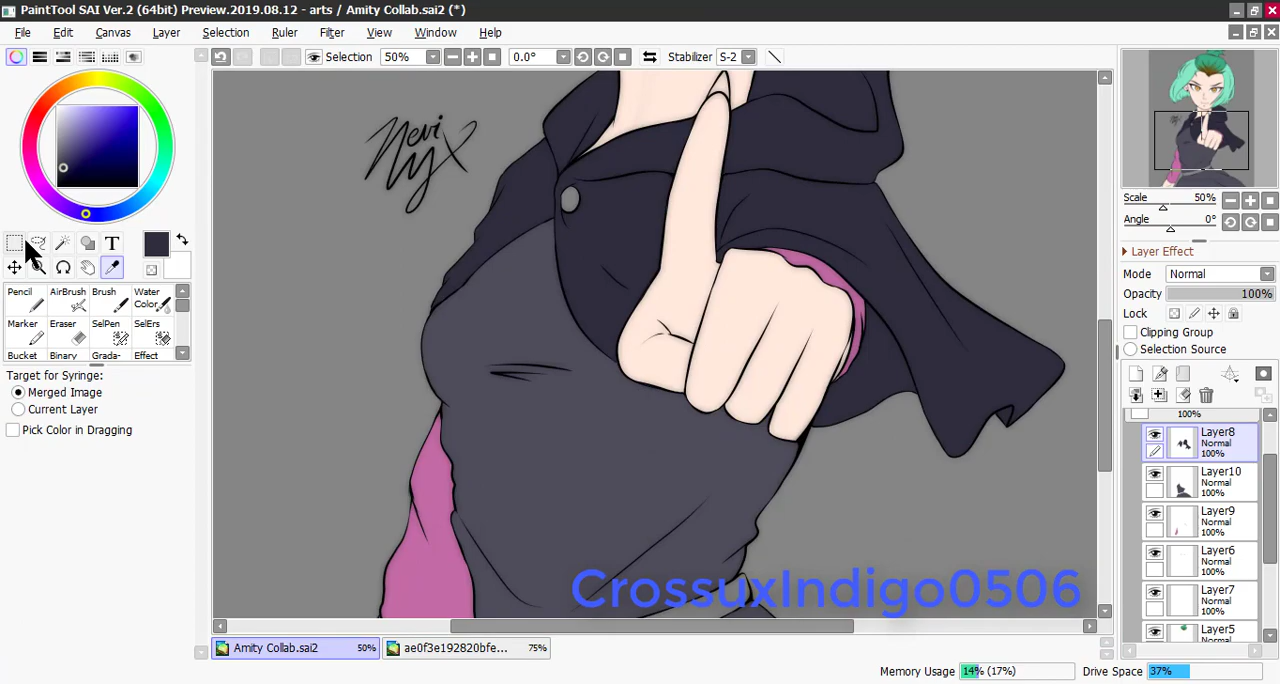 PaintTool SAI Ver.2 (64bit) Preview.2019.08.12 - arts / Amity Collab.sai2 (*)
File Edit Canvas Layer Selection Ruler Filter View Window Help
Selection 50% 0.0° Stabilizer S-2
Nevi
Nyx
T
Pencil AirBrush Brush Water Color
Marker Eraser SelPen SelErs
Bucket Binary Grada- Effect
Target for Syringe:
Merged Image
Current Layer
Pick Color in Dragging
Scale 50%
Angle 0°
Layer Effect
Mode Normal
Opacity 100%
Lock
Clipping Group
Selection Source
100%
Layer8
Normal
100%
Layer10
Normal
100%
Layer9
Normal
100%
Layer6
Normal
100%
Layer7
Normal
100%
Layer5
Normal
CrossuxIndigo0506
Amity Collab.sai2 50% ae0f3e192820bfe... 75%
Memory Usage 14% (17%) Drive Space 37%